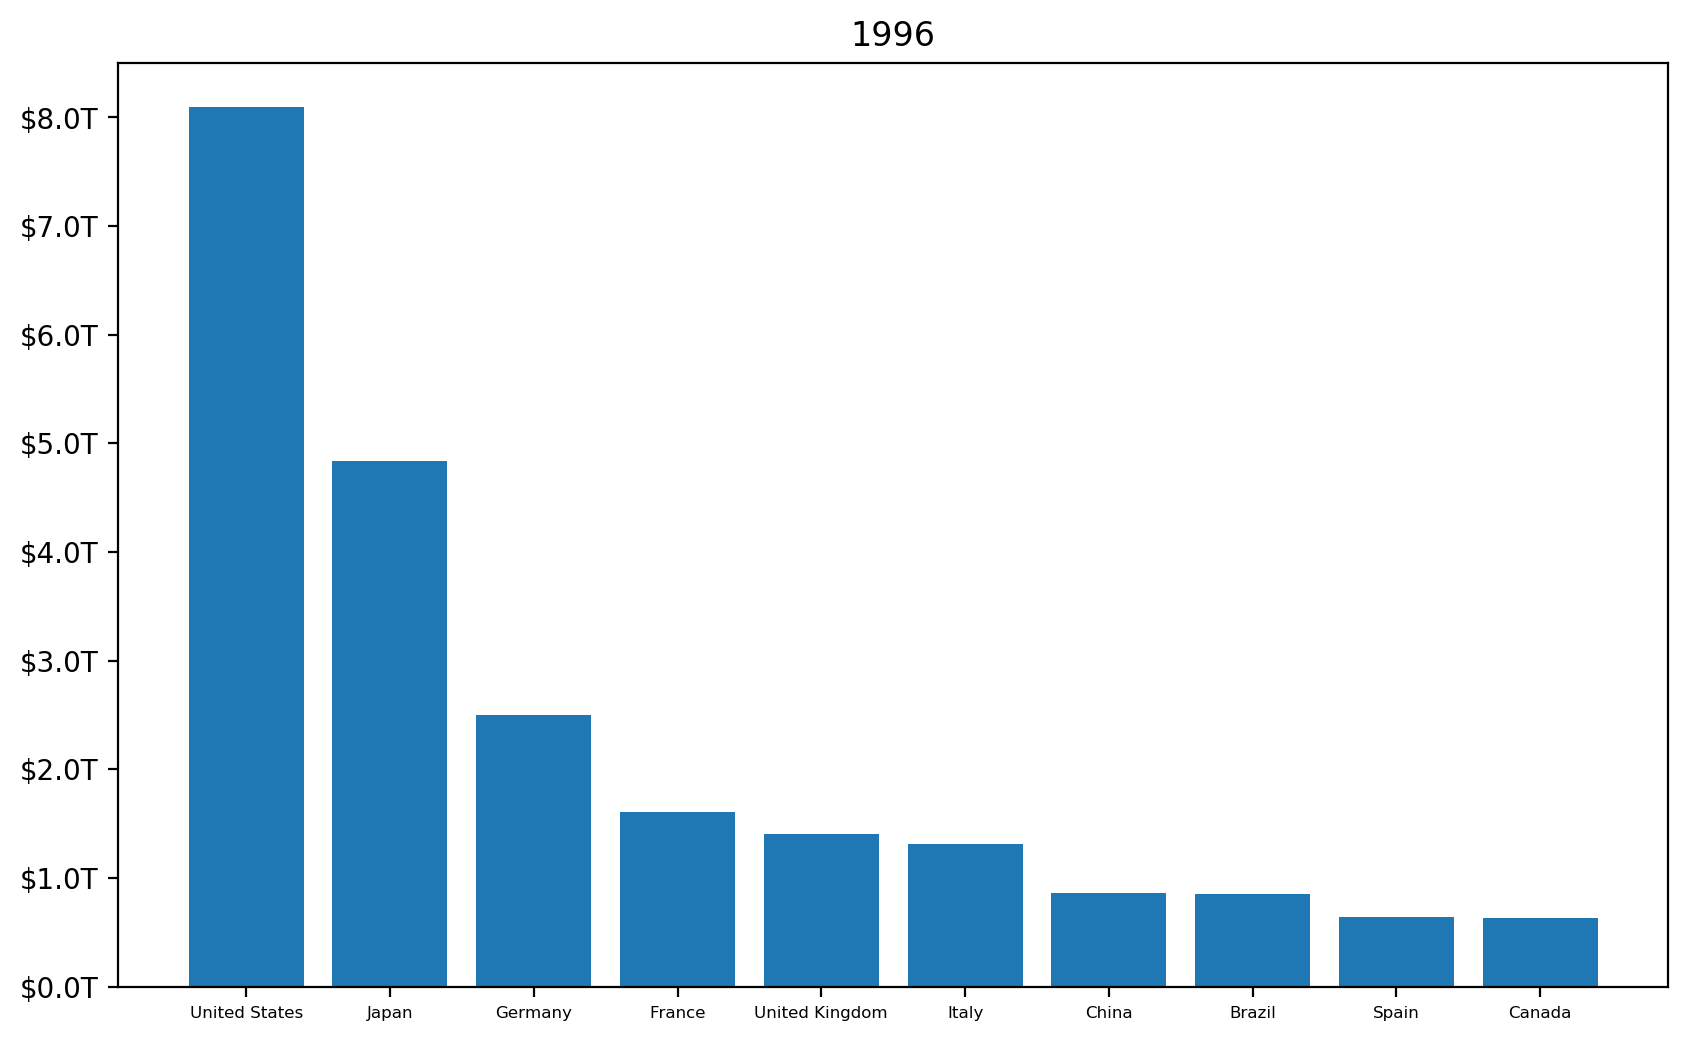 1996
$8.0T
$7.0T
$6.0T
$5.0T
$4.0T
$3.0T
$2.0T
$1.0T
$0.0T
United States Japan Germany France United Kingdom Italy China Brazil Spain Canada